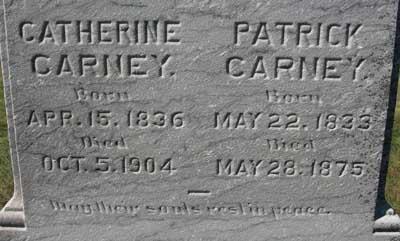 CATHERINE PATRICK
CARNEY. CARNEY.
Born Born
APR. 15. 1836 MAY 22. 1833
Died Died
OCT. 5. 1904 MAY 28. 1875
May their souls rest in peace.